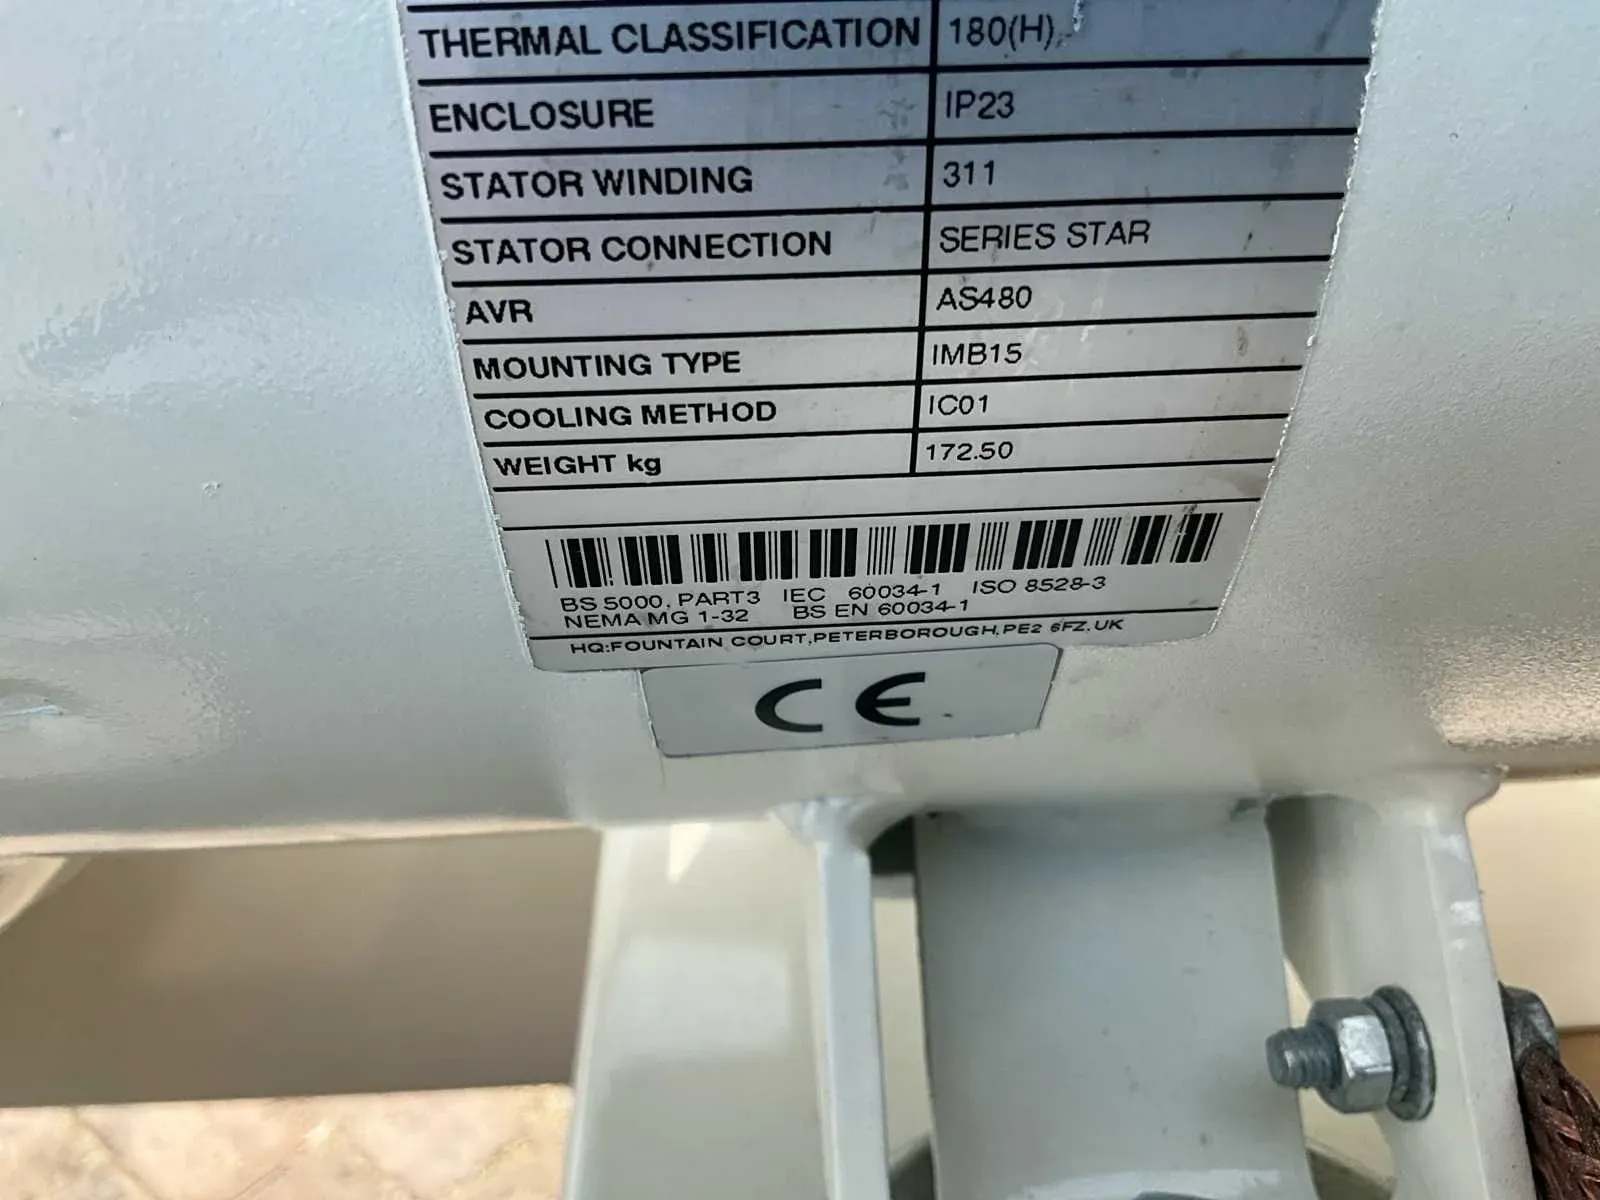 THERMAL CLASSIFICATION 180(H)
ENCLOSURE IP23
STATOR WINDING 311
STATOR CONNECTION SERIES STAR
AVR AS480
MOUNTING TYPE IMB15
COOLING METHOD IC01
WEIGHT kg 172.50
BS 5000, PART3 IEC 60034-1 ISO 8528-3
NEMA MG 1-32 BS EN 60034-1
HQ:FOUNTAIN COURT,PETERBOROUGH,PE2 6FZ,UK
CE